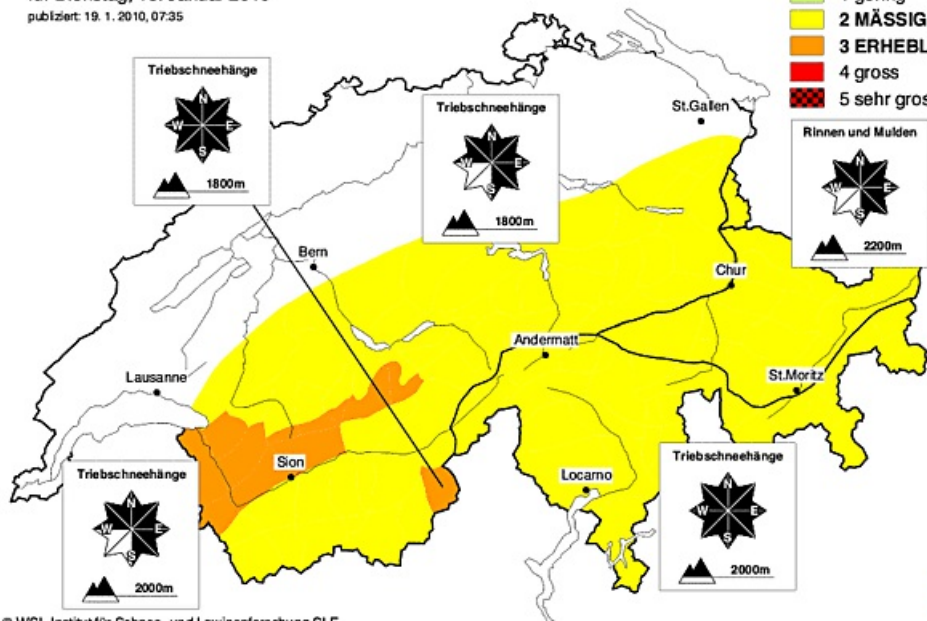 publiziert: 19. 1. 2010, 07:35
2 MÄSSIG
3 ERHEBL
4 gross
5 sehr gros
Triebschneehänge
N
W E
S
1800m
Triebschneehänge
N
W E
S
1800m
St.Gallen
Rinnen und Mulden
N
W E
S
2200m
Bern
Chur
Andermatt
Lausanne
St.Moritz
Sion
Locarno
Triebschneehänge
N
W E
S
2000m
Triebschneehänge
N
W E
S
2000m